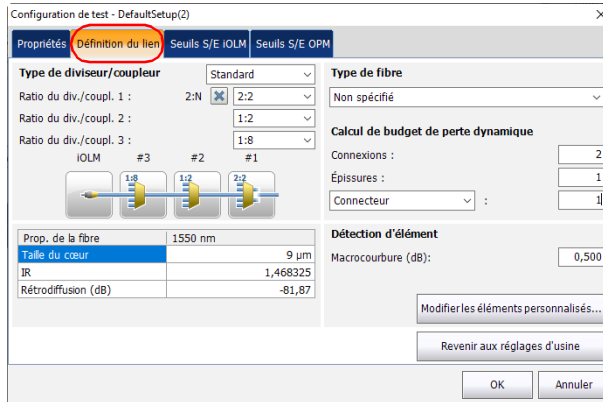 Configuration de test - DefaultSetup(2)
Propriétés Définition du lien Seuils S/E iOLM Seuils S/E OPM
Type de diviseur/coupleur Standard
Ratio du div./coupl. 1 : 2:N 2:2
Ratio du div./coupl. 2 : 1:2
Ratio du div./coupl. 3 : 1:8
iOLM #3 #2 #1
1:8 1:2 2:2
Prop. de la fibre 1550 nm
Taille du cœur 9 µm
IR 1,468325
Rétrodiffusion (dB) -81,87
Type de fibre
Non spécifié
Calcul de budget de perte dynamique
Connexions : 2
Épissures : 1
Connecteur : 1
Détection d'élément
Macrocourbure (dB): 0,500
Modifier les éléments personnalisés...
Revenir aux réglages d'usine
OK Annuler